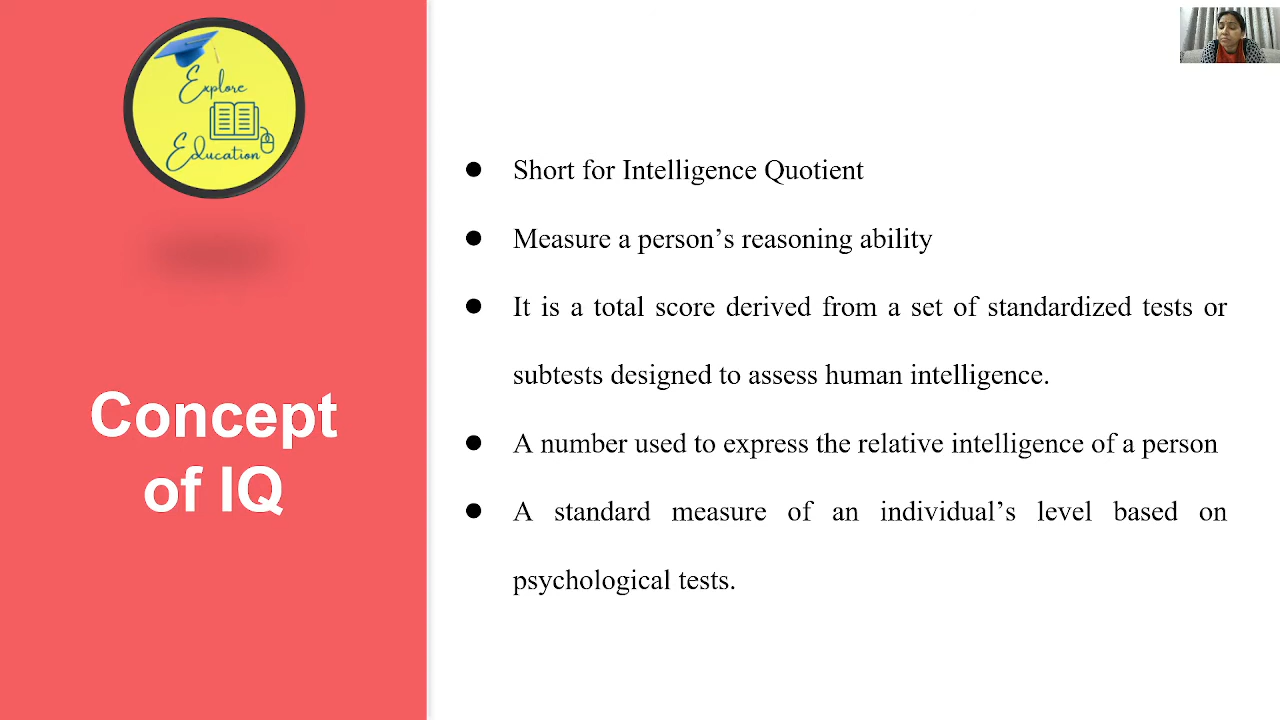 Explore
Education
Concept
of IQ
● Short for Intelligence Quotient
● Measure a person’s reasoning ability
● It is a total score derived from a set of standardized tests or
subtests designed to assess human intelligence.
● A number used to express the relative intelligence of a person
● A standard measure of an individual’s level based on
psychological tests.